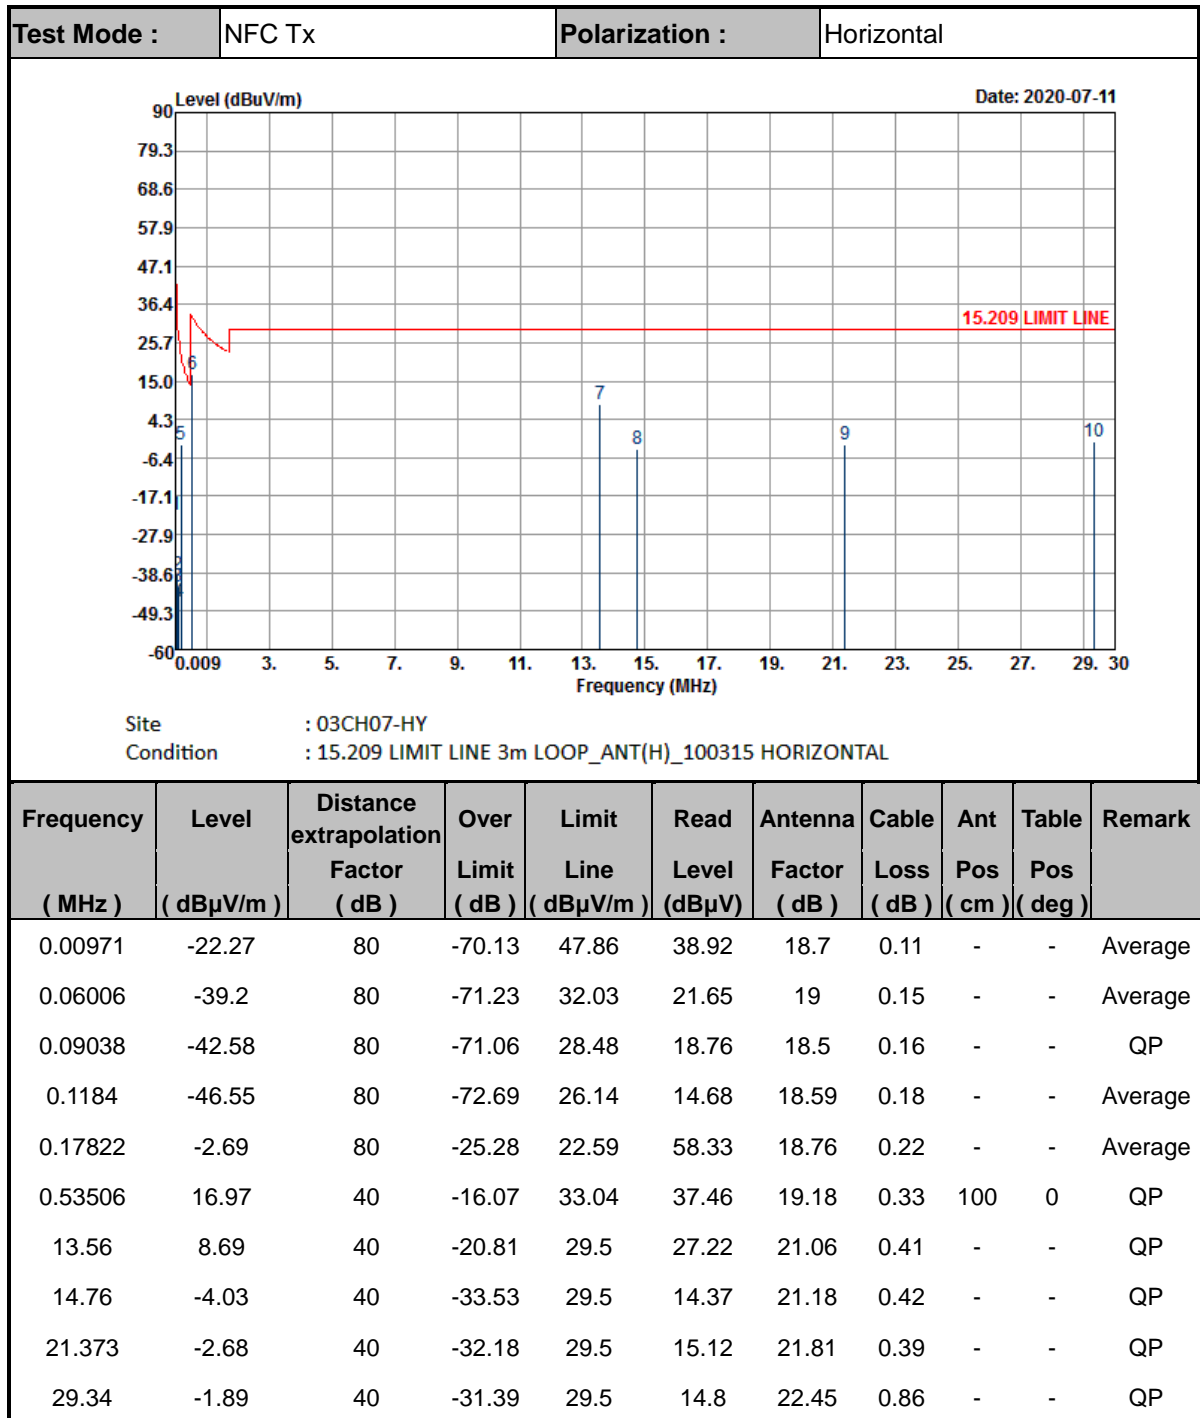 Test Mode : NFC Tx Polarization : Horizontal
Level (dBuV/m) Date: 2020-07-11
90
79.3
68.6
57.9
47.1
36.4
15.209 LIMIT LINE
25.7
6
15.0
7
4.3
5 8 9 10
-6.4
-17.1
-27.9
-38.6
-49.3
-60
0.009 3. 5. 7. 9. 11. 13. 15. 17. 19. 21. 23. 25. 27. 29. 30
Frequency (MHz)
Site : 03CH07-HY
Condition : 15.209 LIMIT LINE 3m LOOP_ANT(H)_100315 HORIZONTAL
Frequency Level Distance extrapolation Over Limit Read Antenna Cable Ant Table Remark
Factor Limit Line Level Factor Loss Pos Pos
( MHz ) ( dBµV/m ) ( dB ) ( dB ) ( dBµV/m ) (dBµV) ( dB ) ( dB ) ( cm ) ( deg )
0.00971 -22.27 80 -70.13 47.86 38.92 18.7 0.11 - - Average
0.06006 -39.2 80 -71.23 32.03 21.65 19 0.15 - - Average
0.09038 -42.58 80 -71.06 28.48 18.76 18.5 0.16 - - QP
0.1184 -46.55 80 -72.69 26.14 14.68 18.59 0.18 - - Average
0.17822 -2.69 80 -25.28 22.59 58.33 18.76 0.22 - - Average
0.53506 16.97 40 -16.07 33.04 37.46 19.18 0.33 100 0 QP
13.56 8.69 40 -20.81 29.5 27.22 21.06 0.41 - - QP
14.76 -4.03 40 -33.53 29.5 14.37 21.18 0.42 - - QP
21.373 -2.68 40 -32.18 29.5 15.12 21.81 0.39 - - QP
29.34 -1.89 40 -31.39 29.5 14.8 22.45 0.86 - - QP